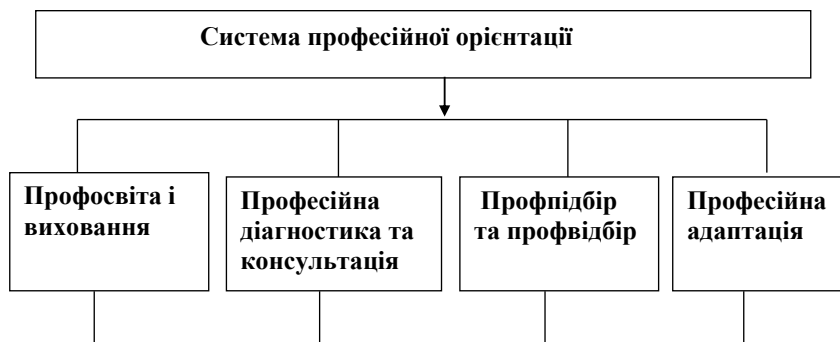 Система професійної орієнтації
Профосвіта і
виховання
Професійна
діагностика та
консультація
Профпідбір
та профвідбір
Професійна
адаптація